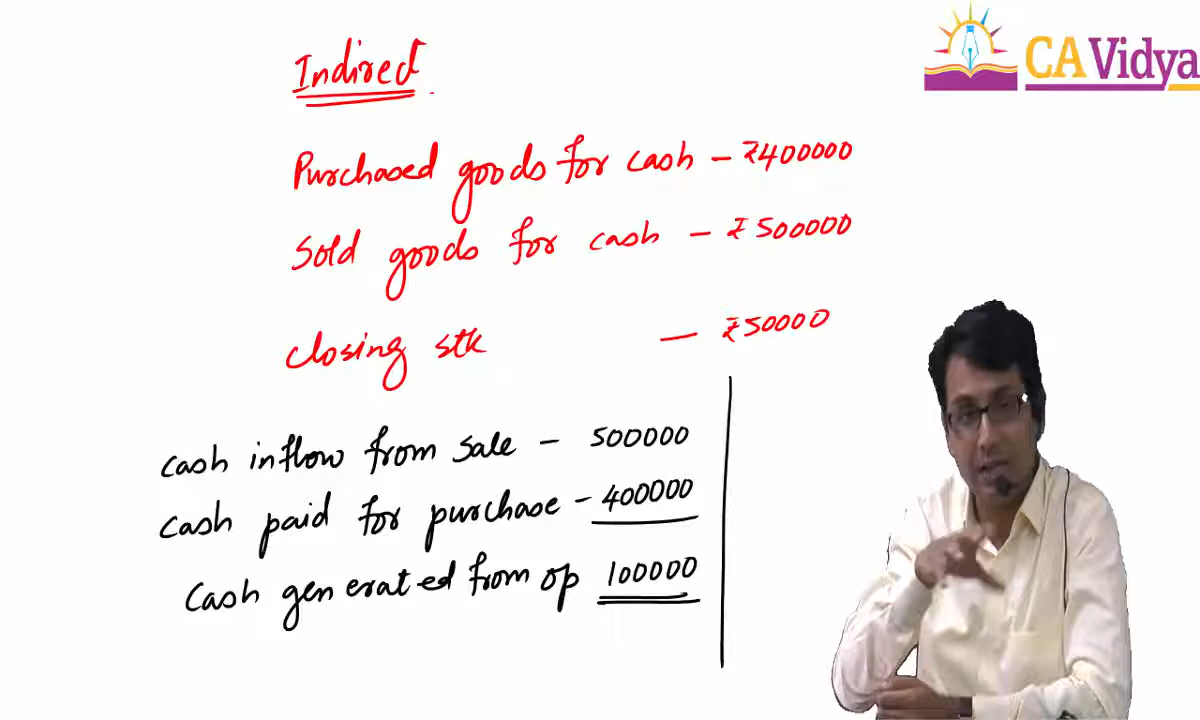 CA Vidya
Indirect
Purchased goods for cash - ₹400000
Sold goods for cash - ₹500000
closing stk - ₹50000
cash inflow from sale - 500000
cash paid for purchase - 400000
cash generated from op 100000